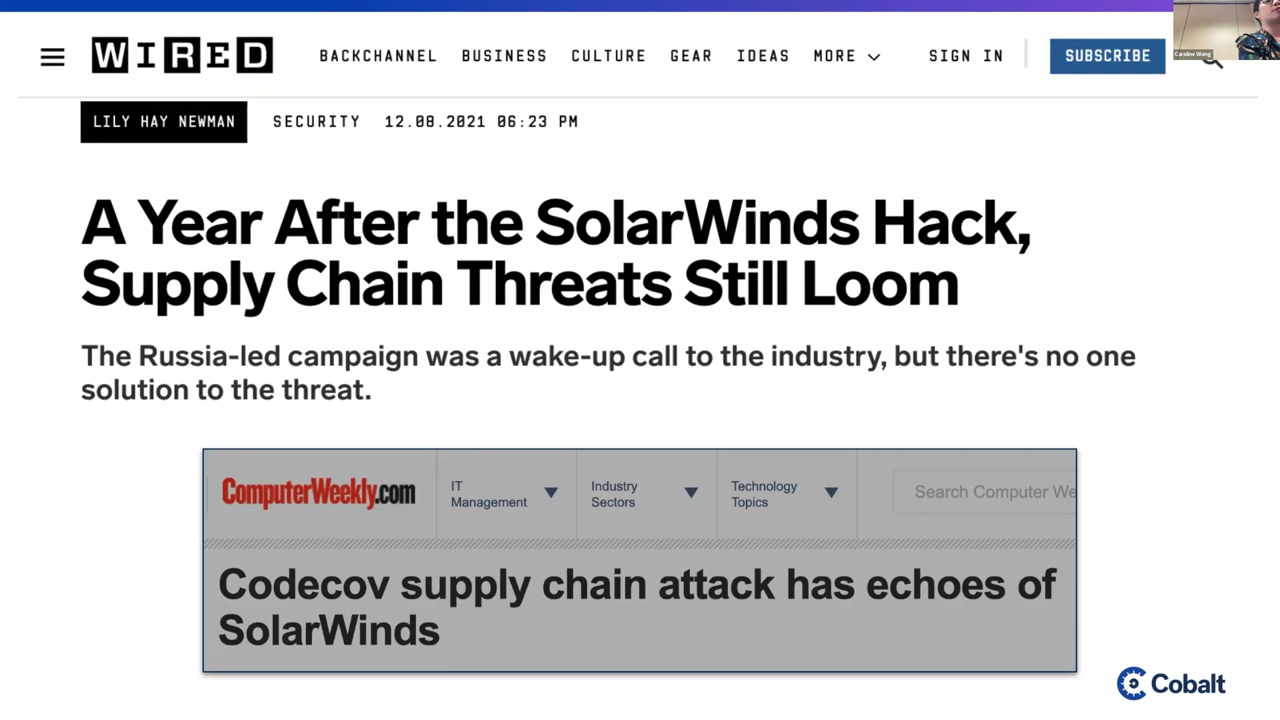 WIRED
BACKCHANNEL BUSINESS CULTURE GEAR IDEAS MORE SIGN IN SUBSCRIBE
Caroline Wong
LILY HAY NEWMAN SECURITY 12.08.2021 06:23 PM
A Year After the SolarWinds Hack,
Supply Chain Threats Still Loom
The Russia-led campaign was a wake-up call to the industry, but there's no one
solution to the threat.
ComputerWeekly.com
IT
Management
Industry
Sectors
Technology
Topics
Search Computer We
Codecov supply chain attack has echoes of
SolarWinds
Cobalt